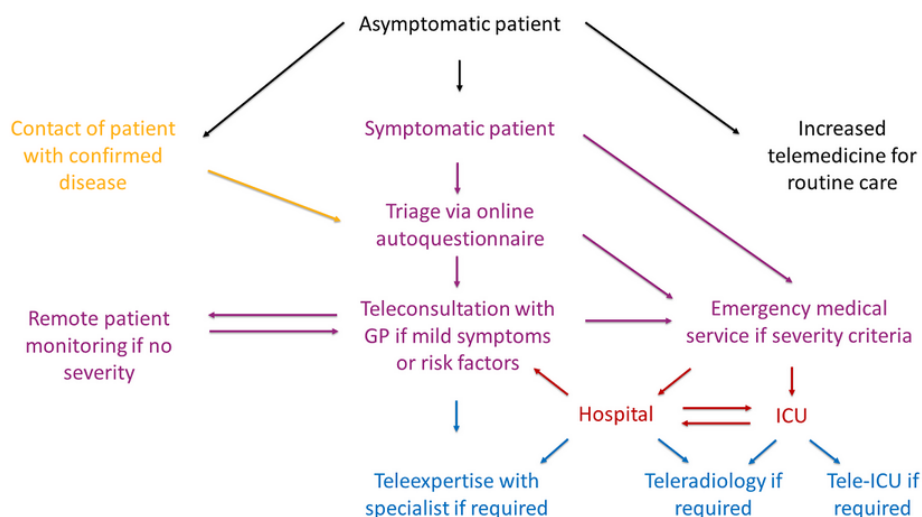 Asymptomatic patient
Contact of patient
with confirmed
disease
Symptomatic patient
Increased
telemedicine for
routine care
Triage via online
autoquestionnaire
Remote patient
monitoring if no
severity
Teleconsultation with
GP if mild symptoms
or risk factors
Emergency medical
service if severity criteria
Hospital
ICU
Teleexpertise with
specialist if required
Teleradiology if
required
Tele-ICU if
required